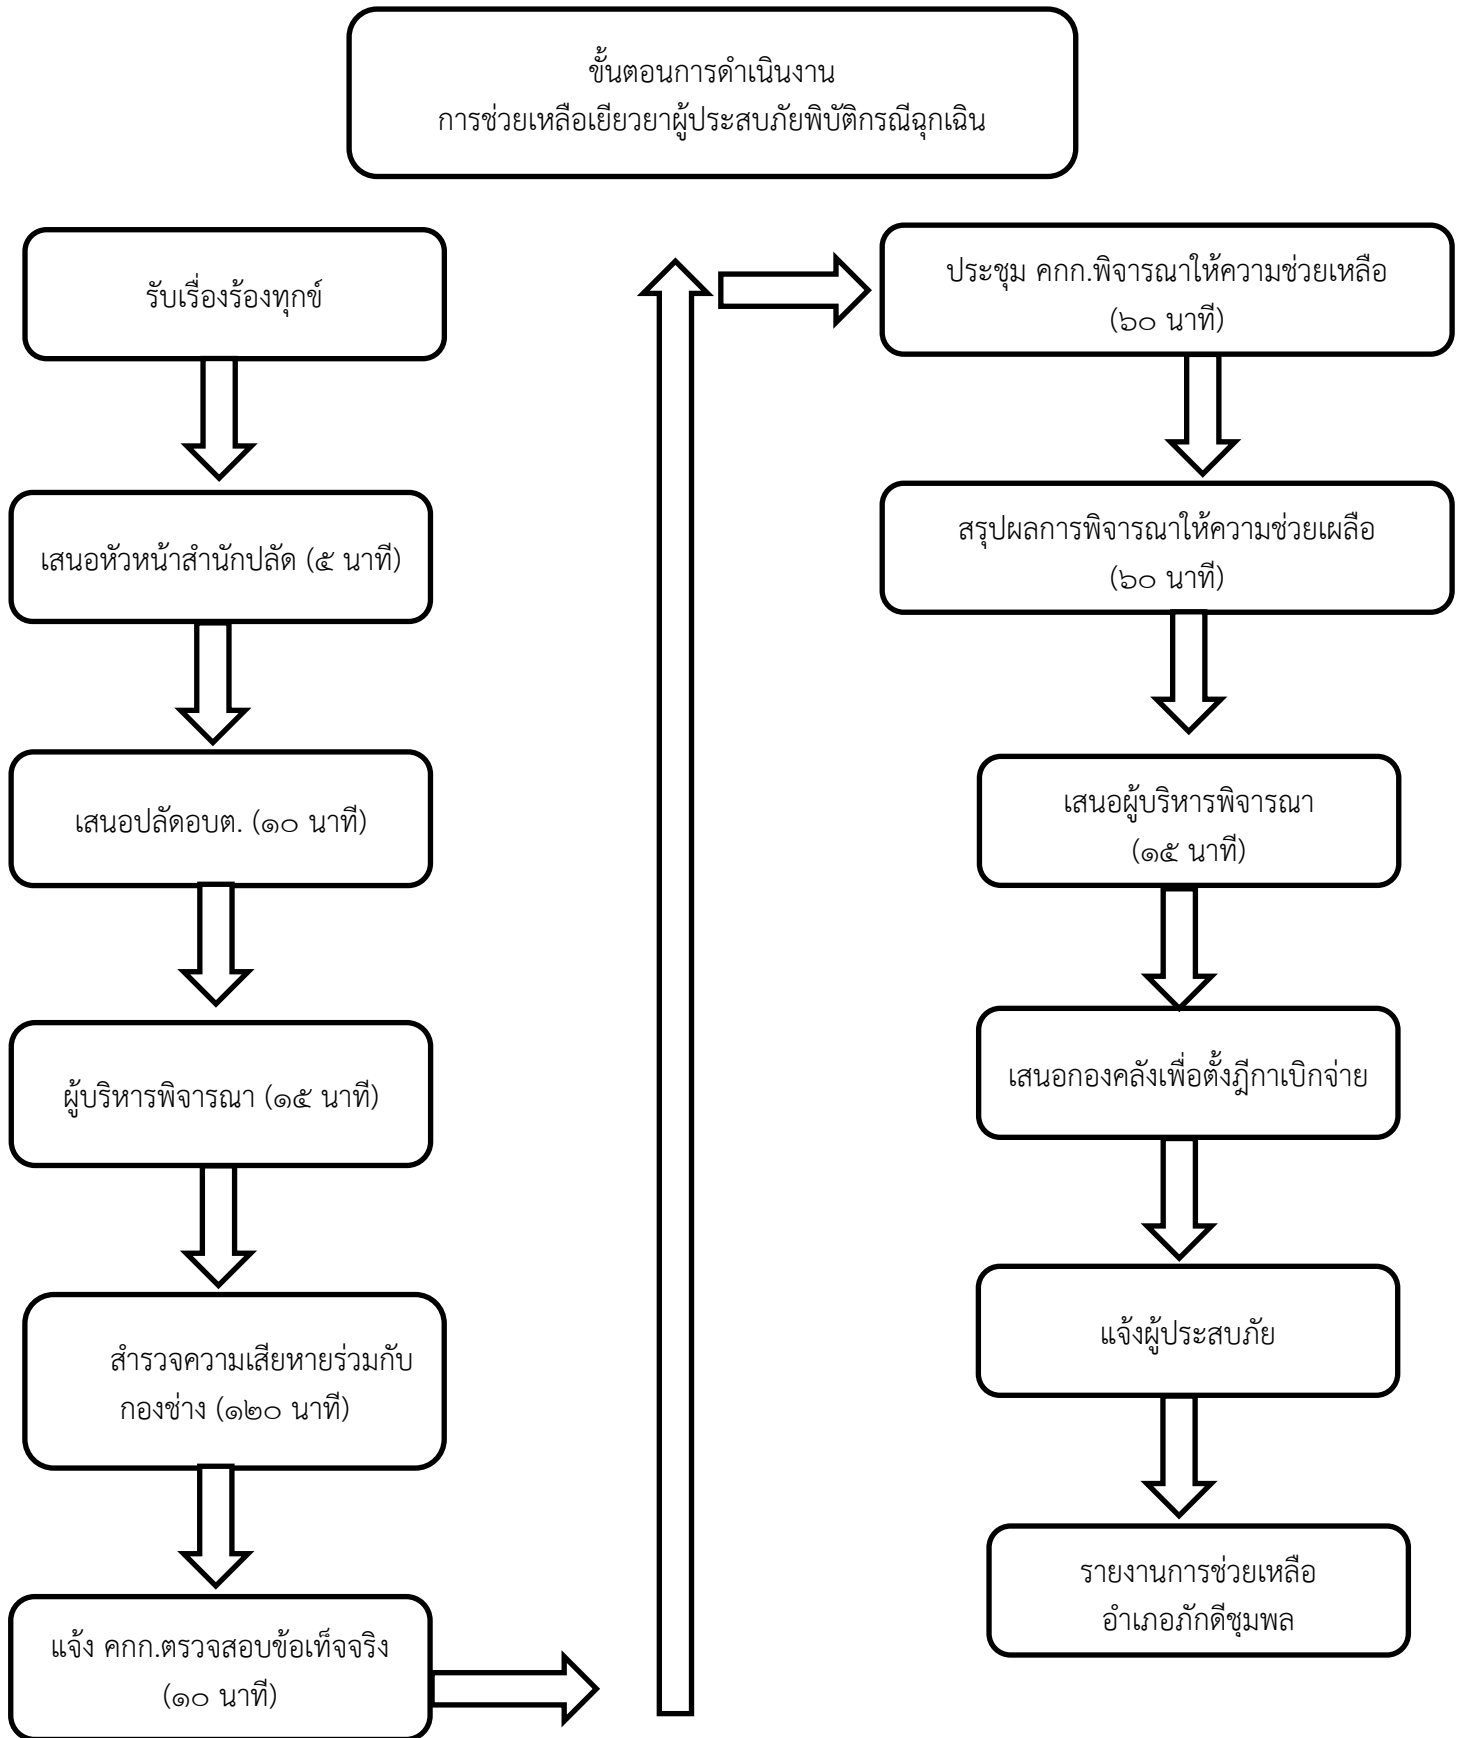 ขั้นตอนการดำเนินงาน
การช่วยเหลือเยียวยาผู้ประสบภัยพิบัติกรณีฉุกเฉิน
รับเรื่องร้องทุกข์
เสนอหัวหน้าสำนักปลัด (๕ นาที)
เสนอปลัดอบต. (๑๐ นาที)
ผู้บริหารพิจารณา (๑๕ นาที)
สำรวจความเสียหายร่วมกับ
กองช่าง (๑๒๐ นาที)
แจ้ง คกก.ตรวจสอบข้อเท็จจริง
(๑๐ นาที)
ประชุม คกก.พิจารณาให้ความช่วยเหลือ
(๖๐ นาที)
สรุปผลการพิจารณาให้ความช่วยเผลือ
(๖๐ นาที)
เสนอผู้บริหารพิจารณา
(๑๕ นาที)
เสนอกองคลังเพื่อตั้งฎีกาเบิกจ่าย
แจ้งผู้ประสบภัย
รายงานการช่วยเหลือ
อำเภอภักดีชุมพล